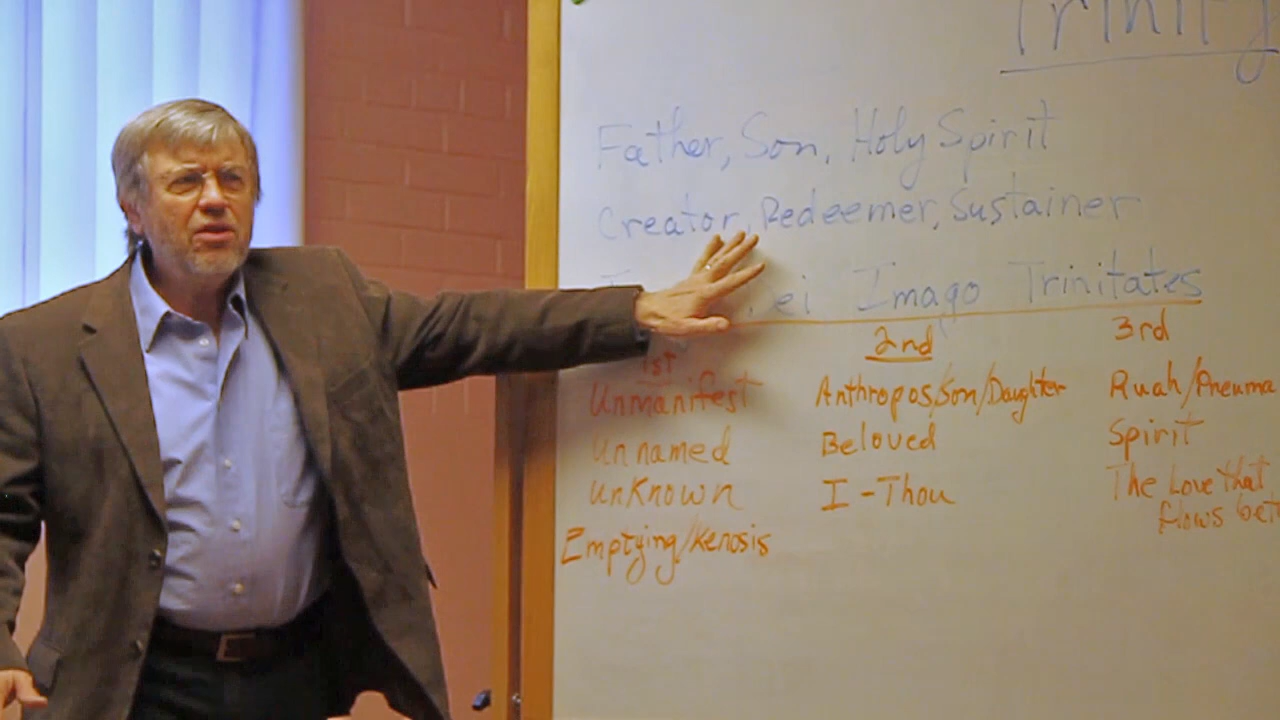 Trinity
Father, Son, Holy Spirit
Creator, Redeemer, Sustainer
Imago Trinitates
1st 2nd 3rd
Unmanifest Anthropos/Son/Daughter Ruah/Pneuma
Unnamed Beloved Spirit
Unknown I-Thou The Love that
Emptying/Kenosis flows